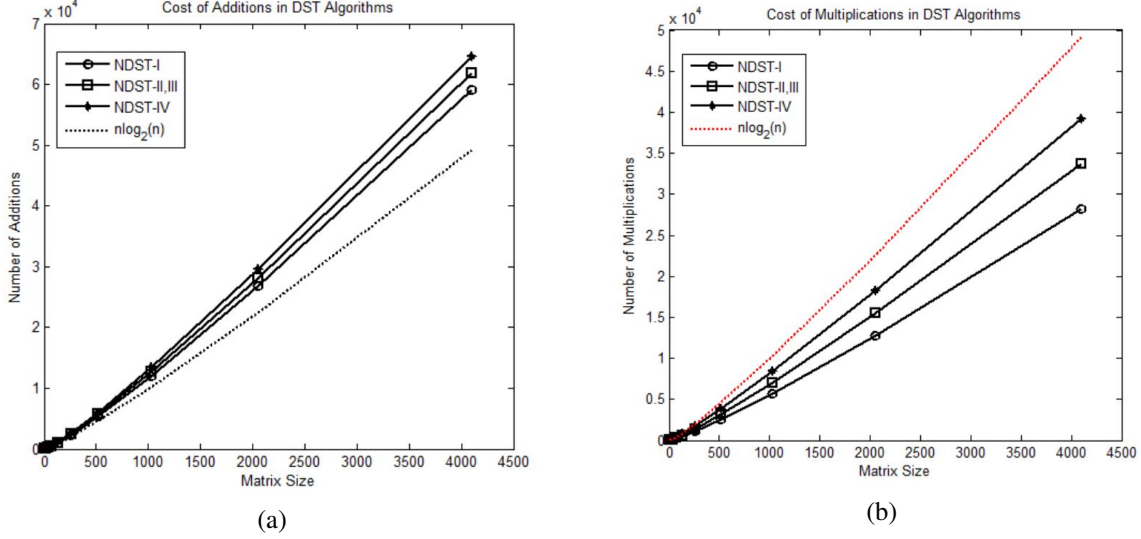 Cost of Additions in DST Algorithms
x 10^4
7
6
5
4
3
2
1
0
Number of Additions
NDST-I
NDST-II,III
NDST-IV
nlog2(n)
0 500 1000 1500 2000 2500 3000 3500 4000 4500
Matrix Size
(a)
Cost of Multiplications in DST Algorithms
x 10^4
5
4.5
4
3.5
3
2.5
2
1.5
1
0.5
0
Number of Multiplications
NDST-I
NDST-II,III
NDST-IV
nlog2(n)
0 500 1000 1500 2000 2500 3000 3500 4000 4500
Matrix Size
(b)